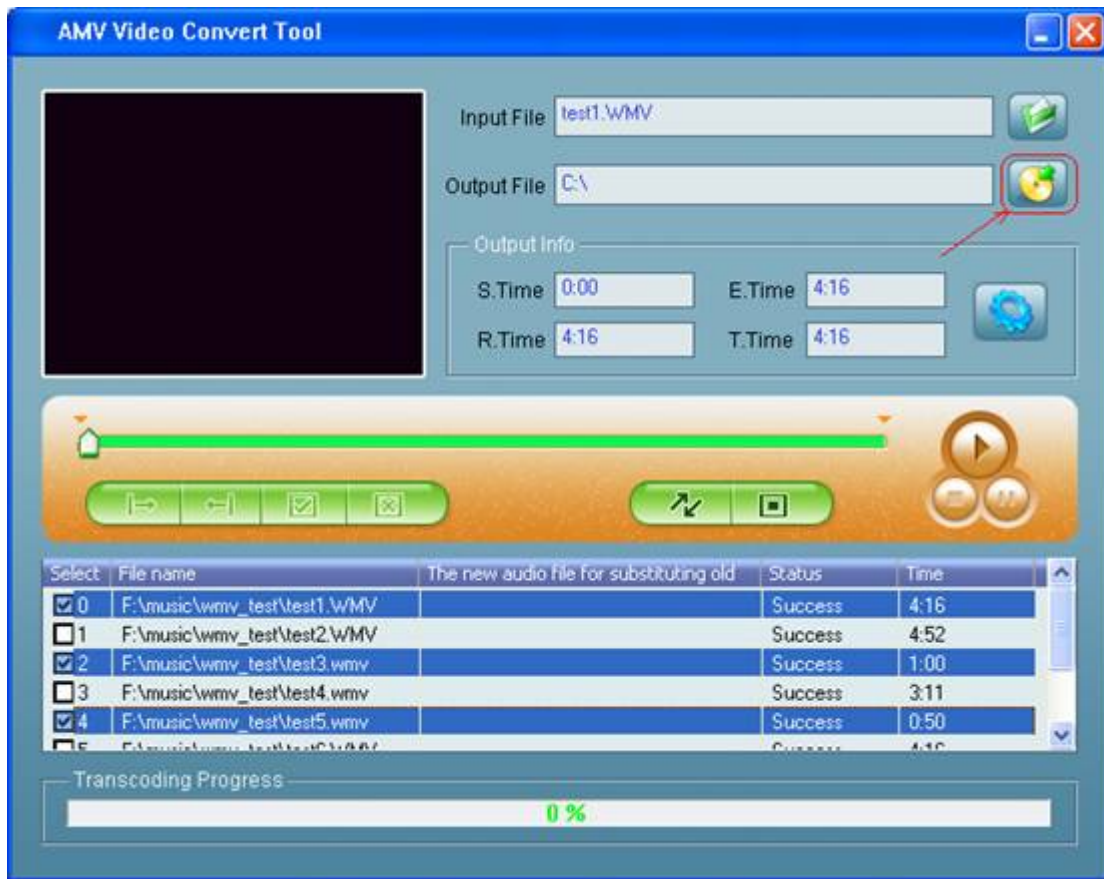 AMV Video Convert Tool
Input File test1.WMV
Output File C:\
Output Info
S.Time 0:00 E.Time 4:16
R.Time 4:16 T.Time 4:16
Select File name The new audio file for substituting old Status Time
0 F:\music\wmv_test\test1.WMV Success 4:16
1 F:\music\wmv_test\test2.WMV Success 4:52
2 F:\music\wmv_test\test3.wmv Success 1:00
3 F:\music\wmv_test\test4.wmv Success 3:11
4 F:\music\wmv_test\test5.wmv Success 0:50
Transcoding Progress
0 %